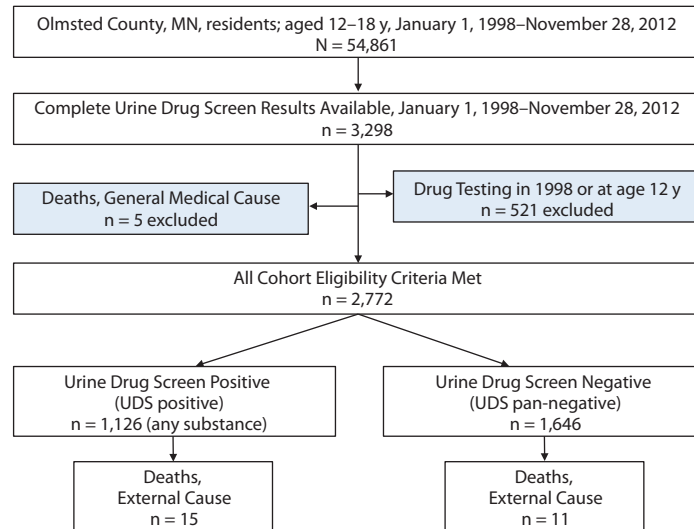 Olmsted County, MN, residents; aged 12–18 y, January 1, 1998–November 28, 2012
N = 54,861
Complete Urine Drug Screen Results Available, January 1, 1998–November 28, 2012
n = 3,298
Deaths, General Medical Cause
n = 5 excluded
Drug Testing in 1998 or at age 12 y
n = 521 excluded
All Cohort Eligibility Criteria Met
n = 2,772
Urine Drug Screen Positive
(UDS positive)
n = 1,126 (any substance)
Urine Drug Screen Negative
(UDS pan-negative)
n = 1,646
Deaths,
External Cause
n = 15
Deaths,
External Cause
n = 11